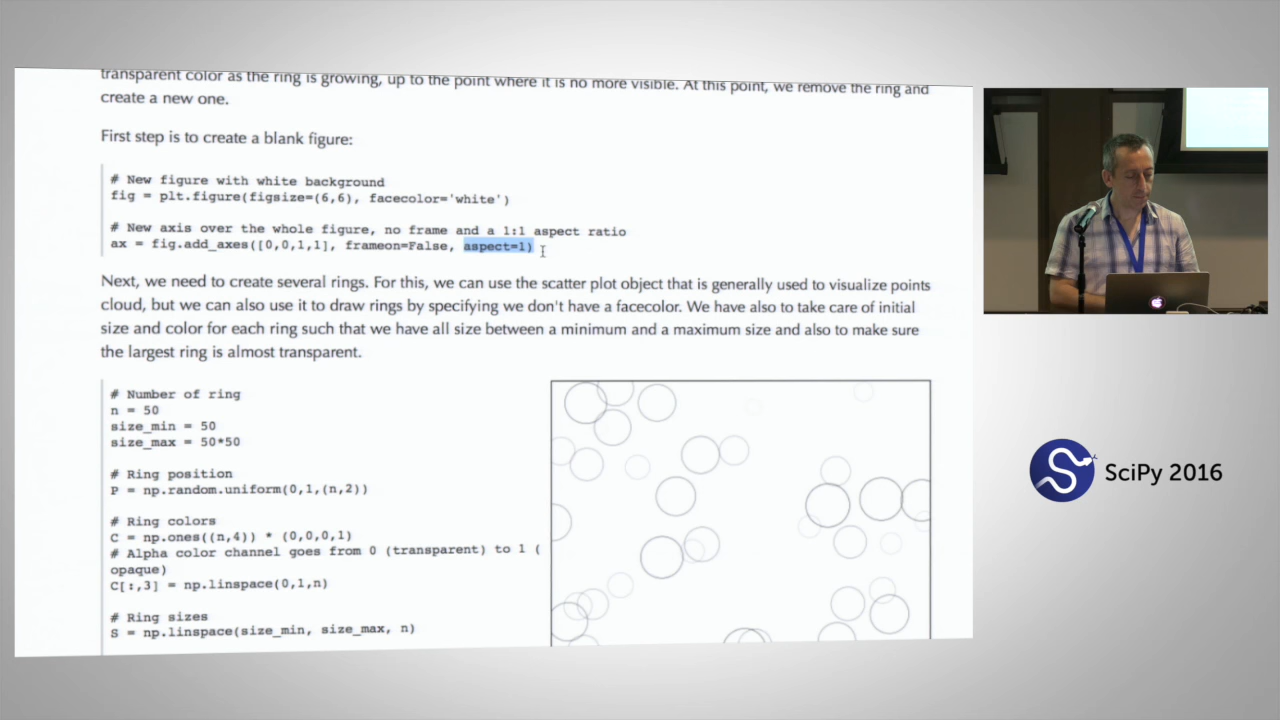 transparent color as the ring is growing, up to the point where it is no more visible. At this point, we remove the ring and
create a new one.
First step is to create a blank figure:
# New figure with white background
fig = plt.figure(figsize=(6,6), facecolor='white')
# New axis over the whole figure, no frame and a 1:1 aspect ratio
ax = fig.add_axes([0,0,1,1], frameon=False, aspect=1)
Next, we need to create several rings. For this, we can use the scatter plot object that is generally used to visualize points
cloud, but we can also use it to draw rings by specifying we don't have a facecolor. We have also to take care of initial
size and color for each ring such that we have all size between a minimum and a maximum size and also to make sure
the largest ring is almost transparent.
# Number of ring
n = 50
size_min = 50
size_max = 50*50
# Ring position
P = np.random.uniform(0,1,(n,2))
# Ring colors
C = np.ones((n,4)) * (0,0,0,1)
# Alpha color channel goes from 0 (transparent) to 1 (
opaque)
C[:,3] = np.linspace(0,1,n)
# Ring sizes
S = np.linspace(size_min, size_max, n)
SciPy 2016